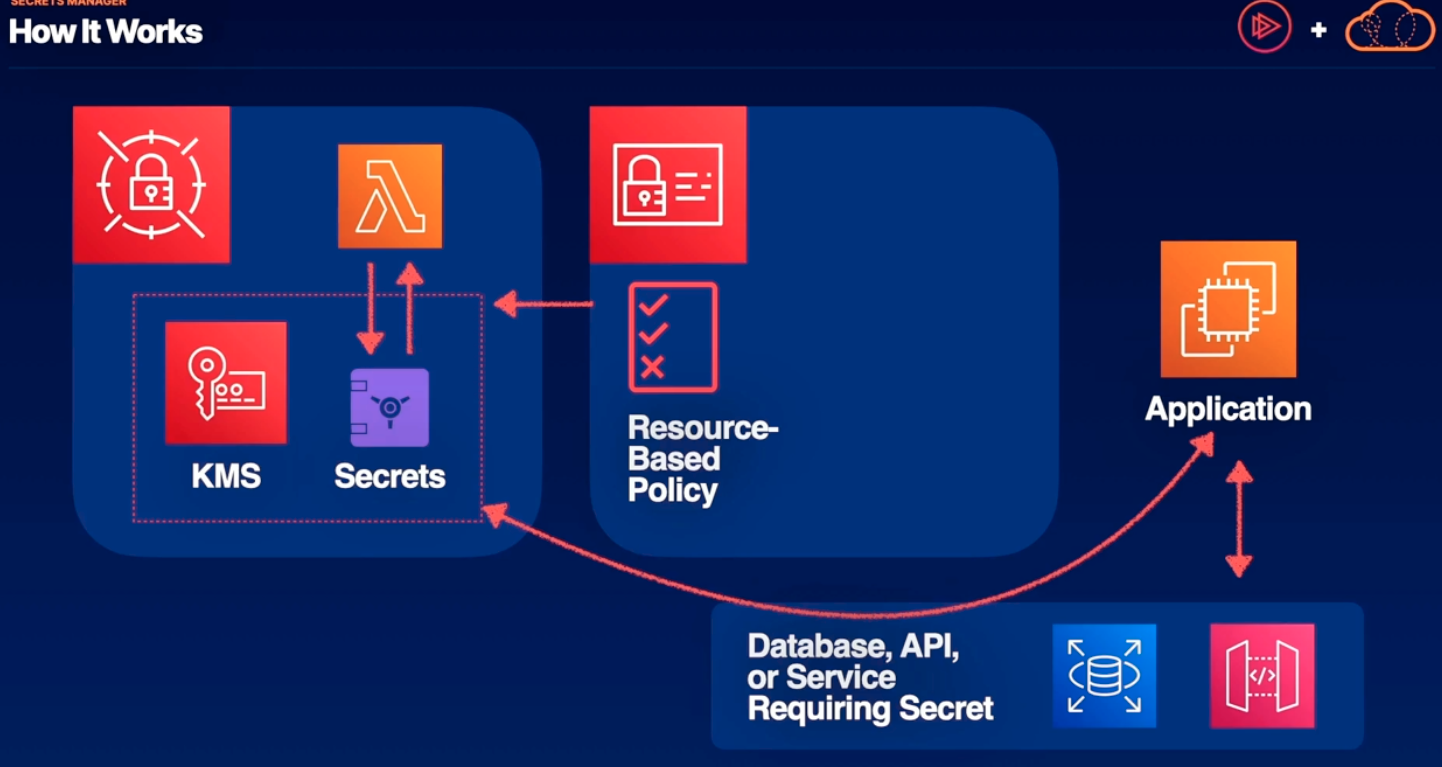 SECRETS MANAGER
How It Works
+
KMS
Secrets
Resource-
Based
Policy
Application
Database, API,
or Service
Requiring Secret